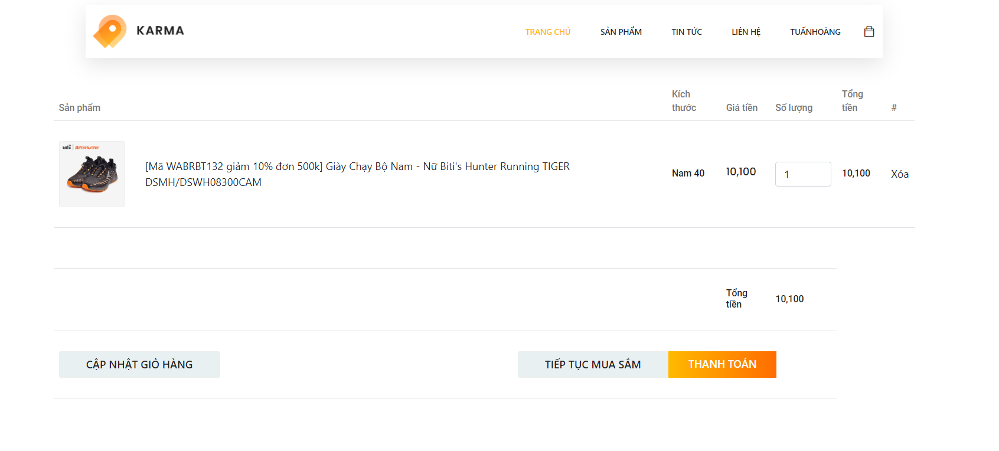 KARMA
TRANG CHỦ
SẢN PHẨM
TIN TỨC
LIÊN HỆ
TUẤNHOÀNG
Sản phẩm
Kích
thước
Giá tiền
Số lượng
Tổng
tiền
#
Biti'sHunter
[Mã WABRBT132 giảm 10% đơn 500k] Giày Chạy Bộ Nam - Nữ Biti's Hunter Running TIGER
DSMH/DSWH08300CAM
Nam 40
10,100
1
10,100
Xóa
Tổng
tiền
10,100
CẬP NHẬT GIỎ HÀNG
TIẾP TỤC MUA SẮM
THANH TOÁN